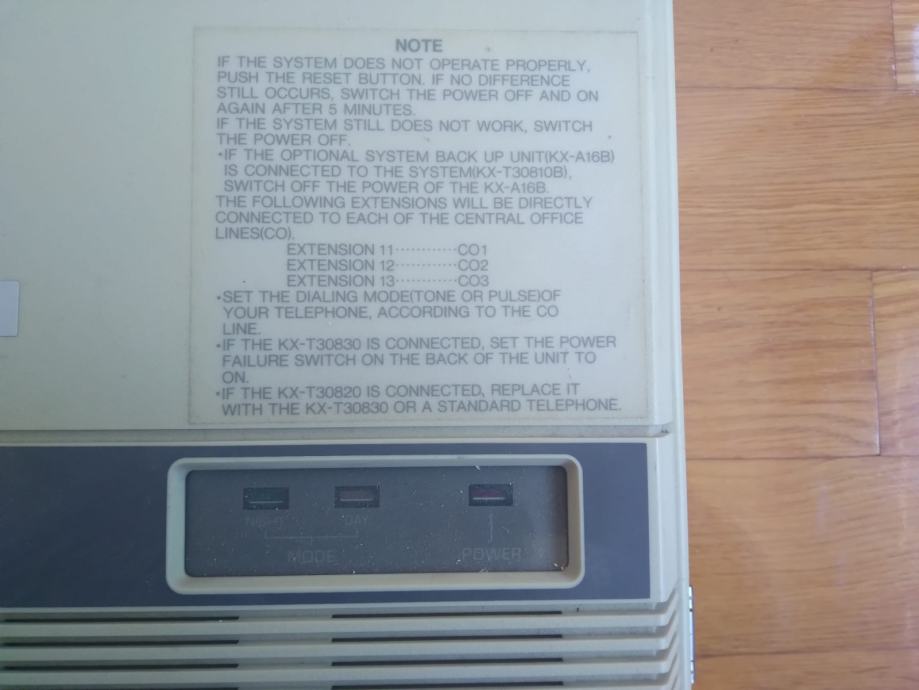 NOTE
IF THE SYSTEM DOES NOT OPERATE PROPERLY,
PUSH THE RESET BUTTON. IF NO DIFFERENCE
STILL OCCURS, SWITCH THE POWER OFF AND ON
AGAIN AFTER 5 MINUTES.
IF THE SYSTEM STILL DOES NOT WORK, SWITCH
THE POWER OFF.
•IF THE OPTIONAL SYSTEM BACK UP UNIT(KX-A16B)
IS CONNECTED TO THE SYSTEM(KX-T30810B),
SWITCH OFF THE POWER OF THE KX-A16B.
THE FOLLOWING EXTENSIONS WILL BE DIRECTLY
CONNECTED TO EACH OF THE CENTRAL OFFICE
LINES(CO).
EXTENSION 11···········CO1
EXTENSION 12···········CO2
EXTENSION 13···········CO3
•SET THE DIALING MODE(TONE OR PULSE)OF
YOUR TELEPHONE, ACCORDING TO THE CO
LINE.
•IF THE KX-T30830 IS CONNECTED, SET THE POWER
FAILURE SWITCH ON THE BACK OF THE UNIT TO
ON.
•IF THE KX-T30820 IS CONNECTED, REPLACE IT
WITH THE KX-T30830 OR A STANDARD TELEPHONE.
NIGHT DAY
MODE POWER